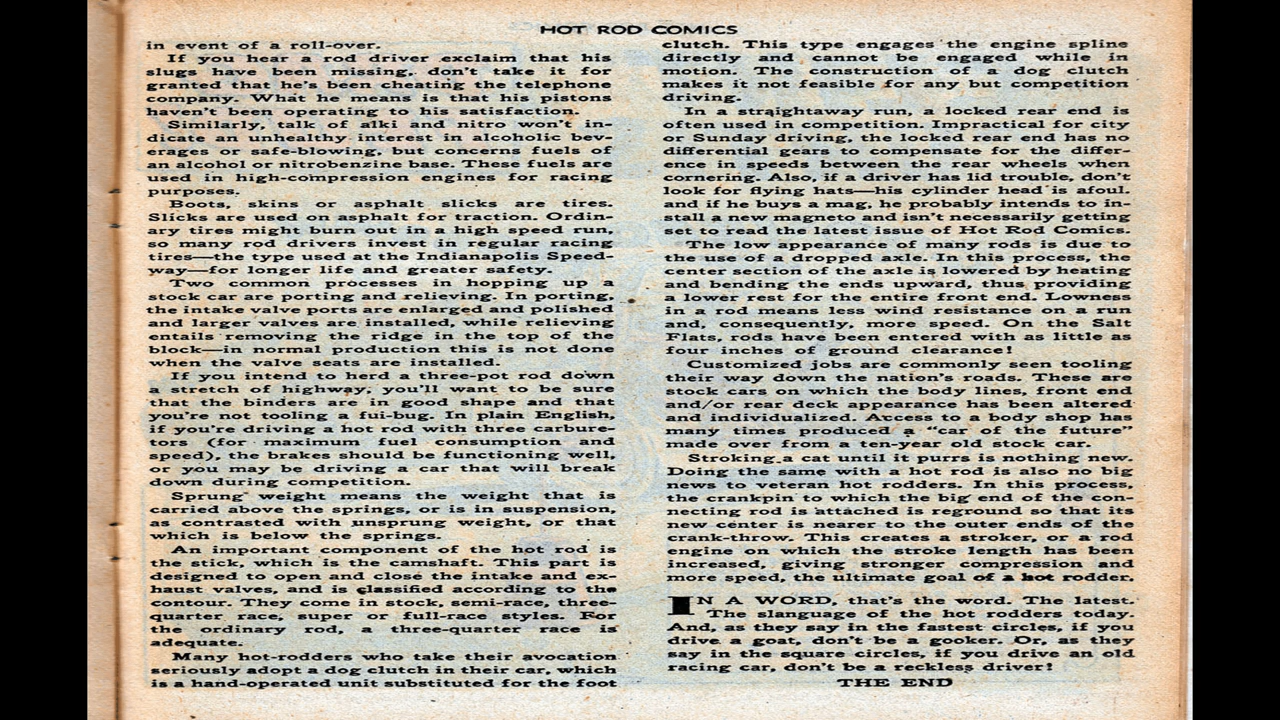 HOT ROD COMICS
in event of a roll-over.
If you hear a rod driver exclaim that his
slugs have been missing, don't take it for
granted that he's been cheating the telephone
company. What he means is that his pistons
haven't been operating to his satisfaction.
Similarly, talk of alki and nitro won't in-
dicate an unhealthy interest in alcoholic bev-
erages or safe-blowing, but concerns fuels of
an alcohol or nitrobenzine base. These fuels are
used in high-compression engines for racing
purposes.
Boots, skins or asphalt slicks are tires.
Slicks are used on asphalt for traction. Ordin-
ary tires might burn out in a high speed run,
so many rod drivers invest in regular racing
tires—the type used at the Indianapolis Speed-
way—for longer life and greater safety.
Two common processes in hopping up a
stock car are porting and relieving. In porting,
the intake valve ports are enlarged and polished
and larger valves are installed, while relieving
entails removing the ridge in the top of the
block—in normal production this is not done
when the valve seats are installed.
If you intend to herd a three-pot rod down
a stretch of highway, you'll want to be sure
that the binders are in good shape and that
you're not tooling a fui-bug. In plain English,
if you're driving a hot rod with three carbure-
tors (for maximum fuel consumption and
speed), the brakes should be functioning well,
or you may be driving a car that will break
down during competition.
Sprung weight means the weight that is
carried above the springs, or is in suspension,
as contrasted with unsprung weight, or that
which is below the springs.
An important component of the hot rod is
the stick, which is the camshaft. This part is
designed to open and close the intake and ex-
haust valves, and is classified according to the
contour. They come in stock, semi-race, three-
quarter race, super or full-race styles. For
the ordinary rod, a three-quarter race is
adequate.
Many hot-rodders who take their avocation
seriously adopt a dog clutch in their car, which
is a hand-operated unit substituted for the foot
clutch. This type engages the engine spline
directly and cannot be engaged while in
motion. The construction of a dog clutch
makes it not feasible for any but competition
driving.
In a straightaway run, a locked rear end is
often used in competition. Impractical for city
or Sunday driving, the locked rear end has no
differential gears to compensate for the differ-
ence in speeds between the rear wheels when
cornering. Also, if a driver has lid trouble, don't
look for flying hats—his cylinder head is afoul.
and if he buys a mag, he probably intends to in-
stall a new magneto and isn't necessarily getting
set to read the latest issue of Hot Rod Comics.
The low appearance of many rods is due to
the use of a dropped axle. In this process, the
center section of the axle is lowered by heating
and bending the ends upward, thus providing
a lower rest for the entire front end. Lowness
in a rod means less wind resistance on a run
and, consequently, more speed. On the Salt
Flats, rods have been entered with as little as
four inches of ground clearance!
Customized jobs are commonly seen tooling
their way down the nation's roads. These are
stock cars on which the body lines, front end
and/or rear deck appearance has been altered
and individualized. Access to a body shop has
many times produced a "car of the future"
made over from a ten-year old stock car.
Stroking a cat until it purrs is nothing new.
Doing the same with a hot rod is also no big
news to veteran hot rodders. In this process,
the crankpin to which the big end of the con-
necting rod is attached is reground so that its
new center is nearer to the outer ends of the
crank-throw. This creates a stroker, or a rod
engine on which the stroke length has been
increased, giving stronger compression and
more speed, the ultimate goal of a hot rodder.
IN A WORD, that's the word. The latest.
The slanguage of the hot rodders today.
And, as they say in the fastest circles, if you
drive a goat, don't be a gooker. Or, as they
say in the square circles, if you drive an old
racing car, don't be a reckless driver!
THE END